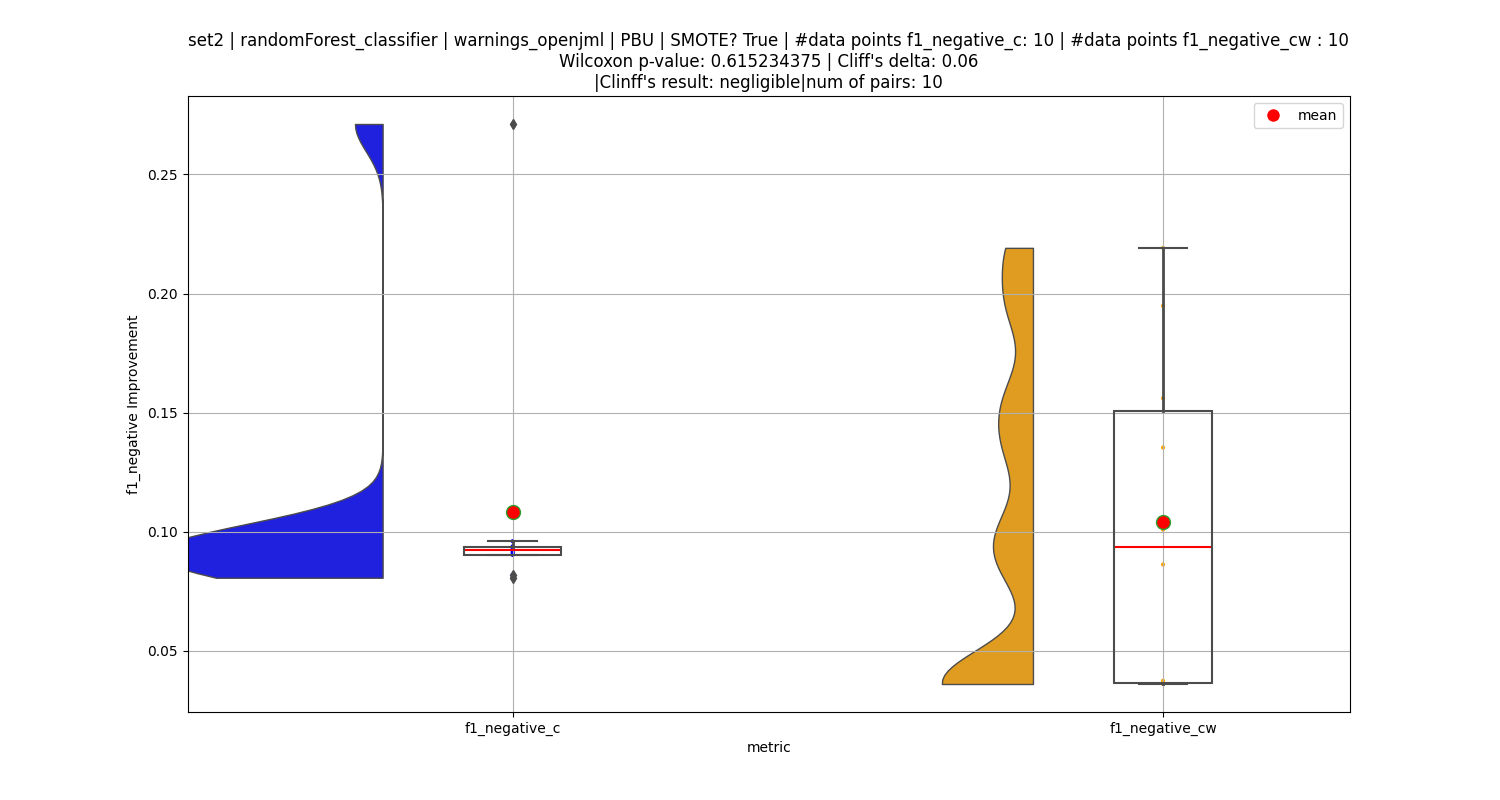 set2 | randomForest_classifier | warnings_openjml | PBU | SMOTE? True | #data points f1_negative_c: 10 | #data points f1_negative_cw : 10
Wilcoxon p-value: 0.615234375 | Cliff's delta: 0.06
|Clinff's result: negligible|num of pairs: 10
mean
0.25
0.20
0.15
0.10
0.05
f1_negative Improvement
f1_negative_c
f1_negative_cw
metric